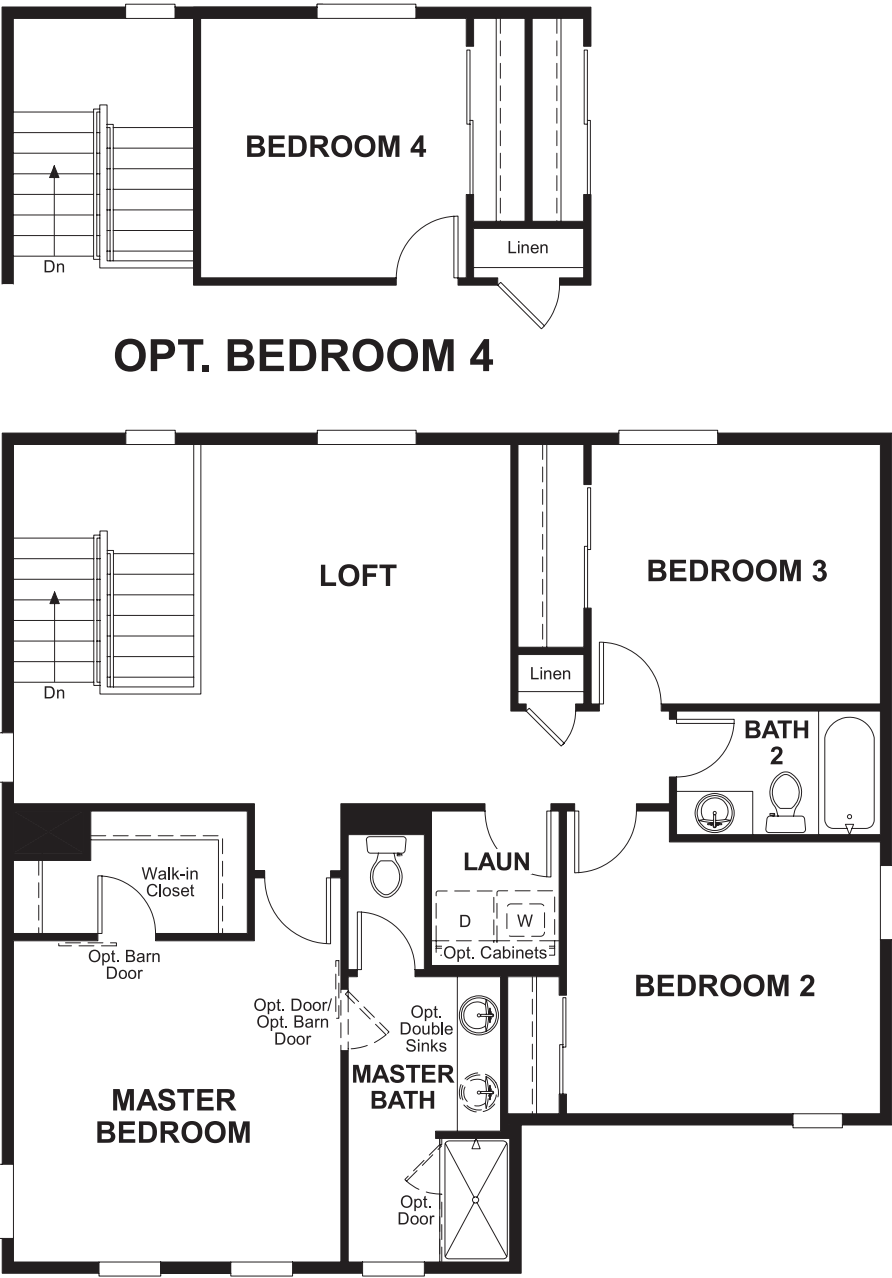 BEDROOM 4
Linen
Dn
OPT. BEDROOM 4
LOFT
BEDROOM 3
Linen
Dn
BATH
2
Walk-in
Closet
LAUN
D
W
Opt. Cabinets
Opt. Barn
Door
Opt. Door/
Opt. Barn
Door
Opt.
Double
Sinks
BEDROOM 2
MASTER
BATH
MASTER
BEDROOM
Opt.
Door